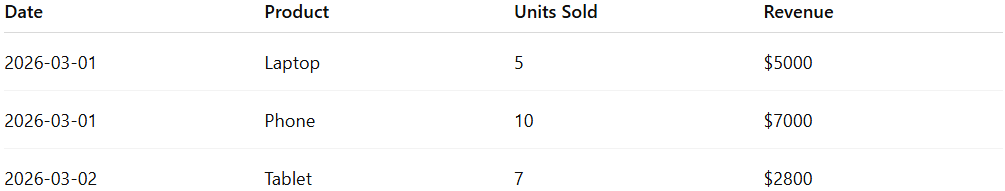 Date Product Units Sold Revenue
2026-03-01 Laptop 5 $5000
2026-03-01 Phone 10 $7000
2026-03-02 Tablet 7 $2800